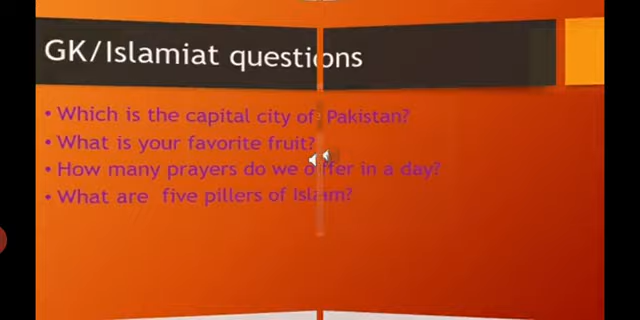 GK/Islamiat questions
• Which is the capital city of Pakistan?
• What is your favorite fruit?
• How many prayers do we offer in a day?
• What are five pillers of Islam?